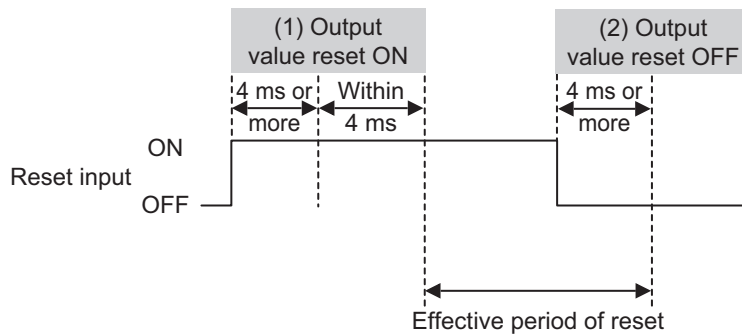 (1) Output
value reset ON
(2) Output
value reset OFF
4 ms or
more
Within
4 ms
4 ms or
more
ON
Reset input
OFF
Effective period of reset